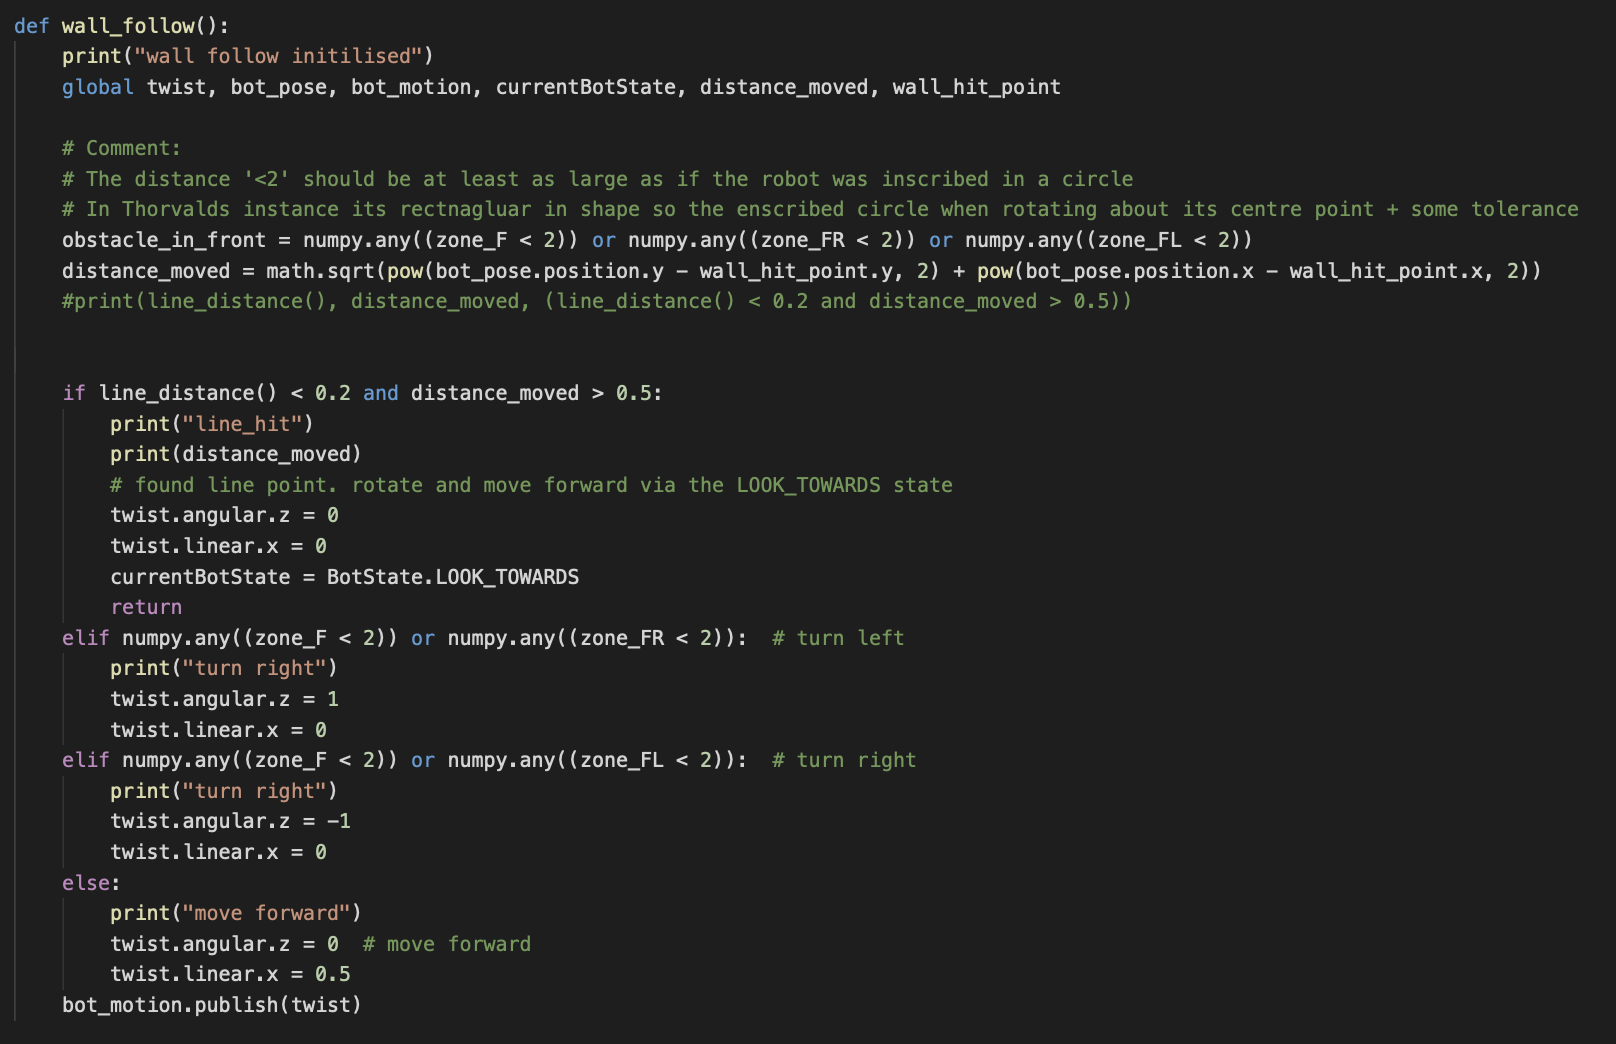 def wall_follow():
    print("wall follow initilised")
    global twist, bot_pose, bot_motion, currentBotState, distance_moved, wall_hit_point

    # Comment:
    # The distance '<2' should be at least as large as if the robot was inscribed in a circle
    # In Thorvalds instance its rectnagluar in shape so the enscribed circle when rotating about its centre point + some tolerance
    obstacle_in_front = numpy.any((zone_F < 2)) or numpy.any((zone_FR < 2)) or numpy.any((zone_FL < 2))
    distance_moved = math.sqrt(pow(bot_pose.position.y - wall_hit_point.y, 2) + pow(bot_pose.position.x - wall_hit_point.x, 2))
    #print(line_distance(), distance_moved, (line_distance() < 0.2 and distance_moved > 0.5))


    if line_distance() < 0.2 and distance_moved > 0.5:
        print("line_hit")
        print(distance_moved)
        # found line point. rotate and move forward via the LOOK_TOWARDS state
        twist.angular.z = 0
        twist.linear.x = 0
        currentBotState = BotState.LOOK_TOWARDS
        return
    elif numpy.any((zone_F < 2)) or numpy.any((zone_FR < 2)):  # turn left
        print("turn right")
        twist.angular.z = 1
        twist.linear.x = 0
    elif numpy.any((zone_F < 2)) or numpy.any((zone_FL < 2)):  # turn right
        print("turn right")
        twist.angular.z = -1
        twist.linear.x = 0
    else:
        print("move forward")
        twist.angular.z = 0  # move forward
        twist.linear.x = 0.5
    bot_motion.publish(twist)